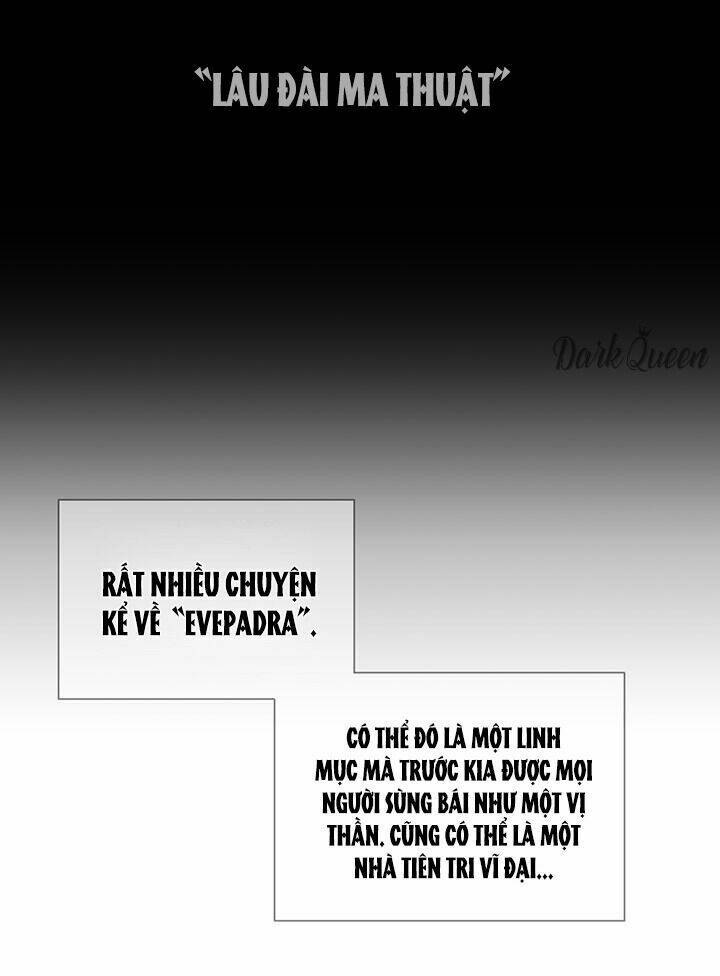 “LÂU ĐÀI MA THUẬT”
DarkQueen
RẤT NHIỀU CHUYỆN
KỂ VỀ “EVEPADRA”.
CÓ THỂ ĐÓ LÀ MỘT LINH
MỤC MÀ TRƯỚC KIA ĐƯỢC MỌI
NGƯỜI SÙNG BÁI NHƯ MỘT VỊ
THẦN. CŨNG CÓ THỂ LÀ MỘT
NHÀ TIÊN TRI VĨ ĐẠI...